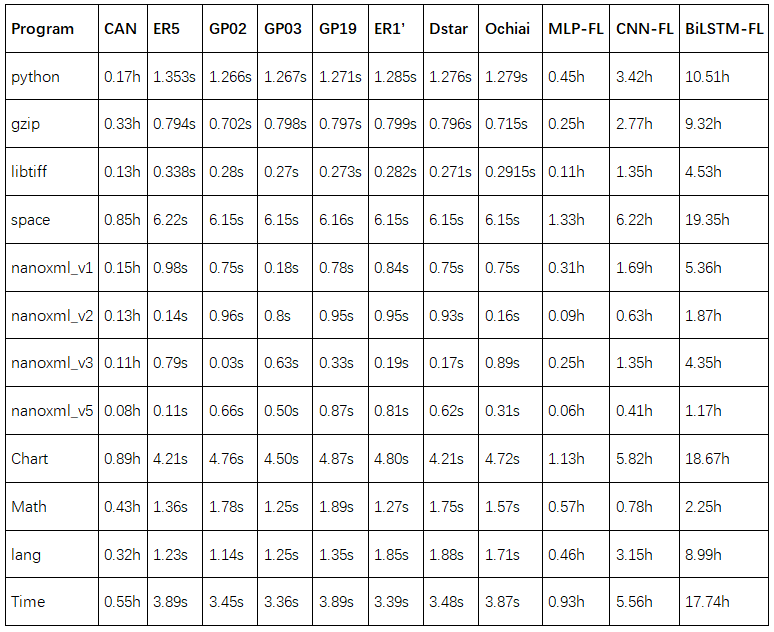 Program CAN ER5 GP02 GP03 GP19 ER1’ Dstar Ochiai MLP-FL CNN-FL BiLSTM-FL
python 0.17h 1.353s 1.266s 1.267s 1.271s 1.285s 1.276s 1.279s 0.45h 3.42h 10.51h
gzip 0.33h 0.794s 0.702s 0.798s 0.797s 0.799s 0.796s 0.715s 0.25h 2.77h 9.32h
libtiff 0.13h 0.338s 0.28s 0.27s 0.273s 0.282s 0.271s 0.2915s 0.11h 1.35h 4.53h
space 0.85h 6.22s 6.15s 6.15s 6.16s 6.15s 6.15s 6.15s 1.33h 6.22h 19.35h
nanoxml_v1 0.15h 0.98s 0.75s 0.18s 0.78s 0.84s 0.75s 0.75s 0.31h 1.69h 5.36h
nanoxml_v2 0.13h 0.14s 0.96s 0.8s 0.95s 0.95s 0.93s 0.16s 0.09h 0.63h 1.87h
nanoxml_v3 0.11h 0.79s 0.03s 0.63s 0.33s 0.19s 0.17s 0.89s 0.25h 1.35h 4.35h
nanoxml_v5 0.08h 0.11s 0.66s 0.50s 0.87s 0.81s 0.62s 0.31s 0.06h 0.41h 1.17h
Chart 0.89h 4.21s 4.76s 4.50s 4.87s 4.80s 4.21s 4.72s 1.13h 5.82h 18.67h
Math 0.43h 1.36s 1.78s 1.25s 1.89s 1.27s 1.75s 1.57s 0.57h 0.78h 2.25h
lang 0.32h 1.23s 1.14s 1.25s 1.35s 1.85s 1.88s 1.71s 0.46h 3.15h 8.99h
Time 0.55h 3.89s 3.45s 3.36s 3.89s 3.39s 3.48s 3.87s 0.93h 5.56h 17.74h